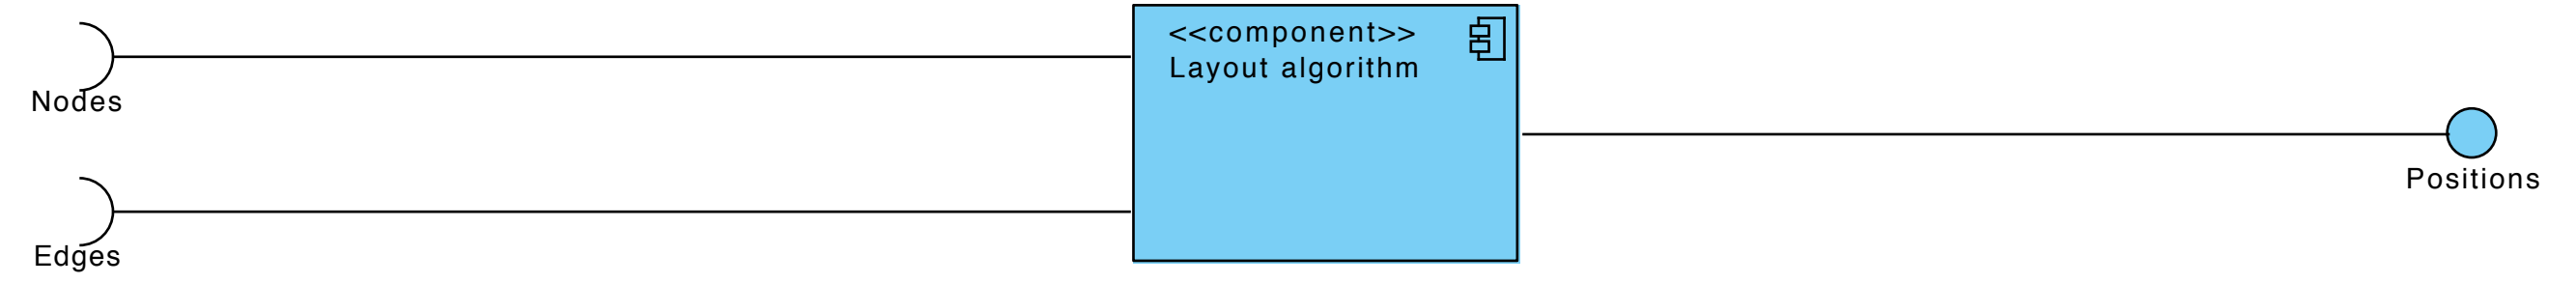 <<component>>
Layout algorithm
Nodes
Edges
Positions